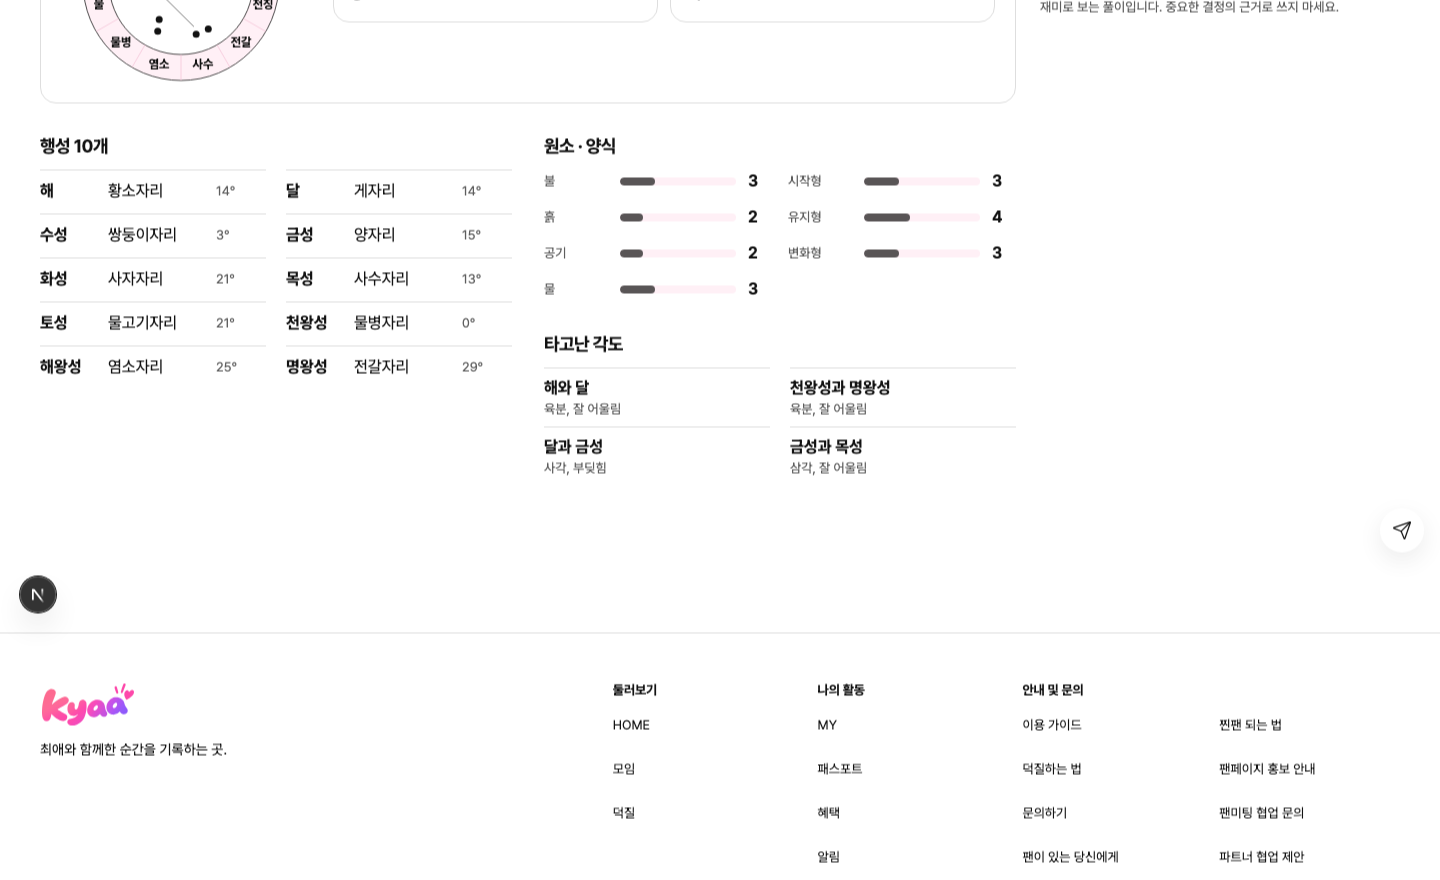 전칭
물병
전갈
염소
사수
재미로 보는 풀이입니다. 중요한 결정의 근거로 쓰지 마세요.
행성 10개
해 황소자리 14°
달 게자리 14°
수성 쌍둥이자리 3°
금성 양자리 15°
화성 사자자리 21°
목성 사수자리 13°
토성 물고기자리 21°
천왕성 물병자리 0°
해왕성 염소자리 25°
명왕성 전갈자리 29°
원소 · 양식
불 3
시작형 3
흙 2
유지형 4
공기 2
변화형 3
물 3
타고난 각도
해와 달
육분, 잘 어울림
천왕성과 명왕성
육분, 잘 어울림
달과 금성
사각, 부딪힘
금성과 목성
삼각, 잘 어울림
N
kyaa
최애와 함께한 순간을 기록하는 곳.
둘러보기
HOME
모임
덕질
나의 활동
MY
패스포트
혜택
알림
안내 및 문의
이용 가이드
찐팬 되는 법
덕질하는 법
팬페이지 홍보 안내
문의하기
팬미팅 협업 문의
팬이 있는 당신에게
파트너 협업 제안